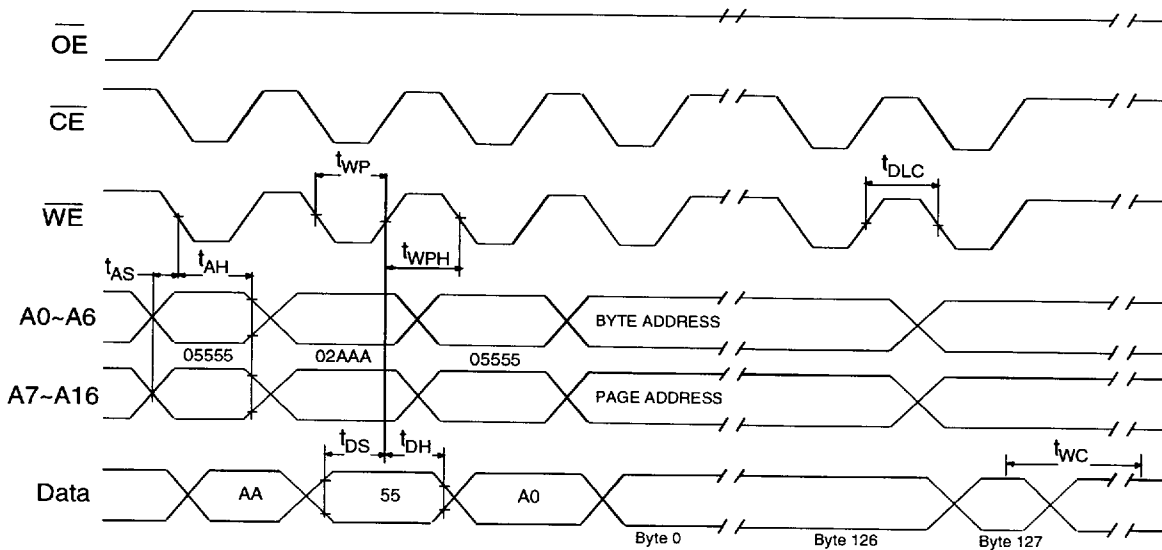 OE
CE
tWP
tDLC
WE
tWPH
tAS tAH
A0~A6 BYTE ADDRESS
05555 02AAA 05555
A7~A16 PAGE ADDRESS
tDS tDH
tWC
Data AA 55 A0
Byte 0 Byte 126 Byte 127